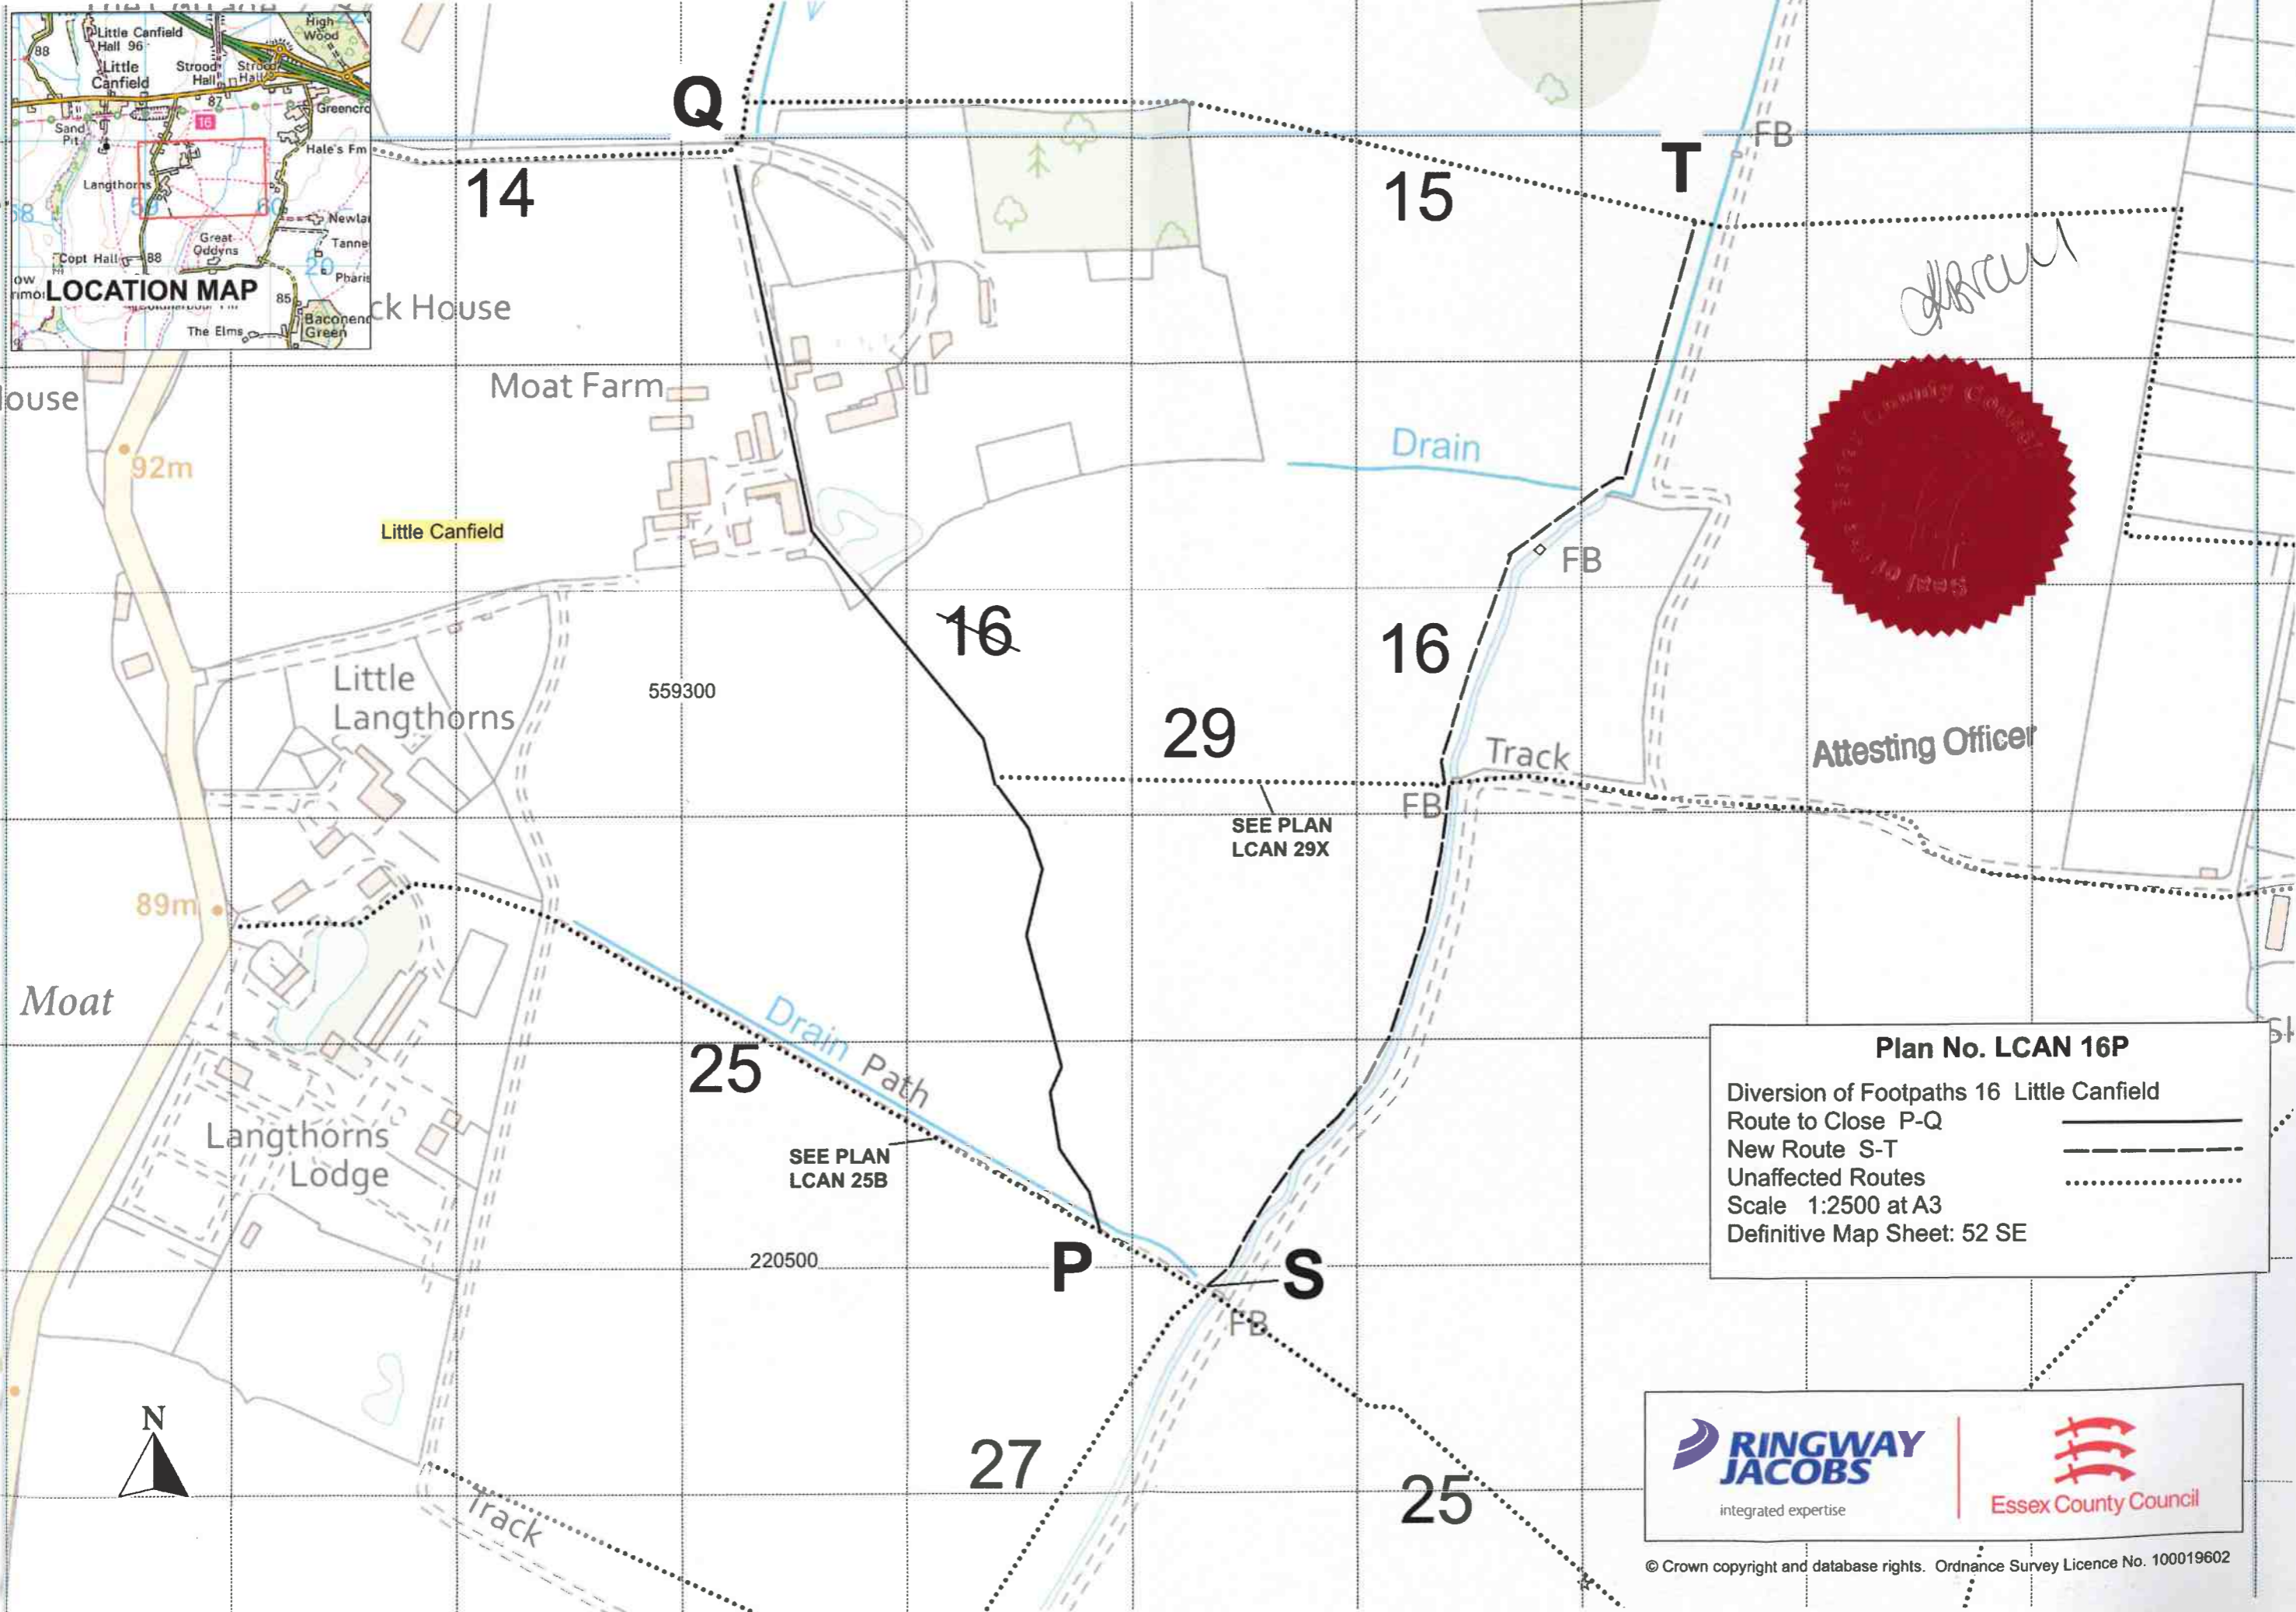 High
Wood
88
Little Canfield
Hall 96
Little
Canfield
Strood
Hall
Strood
Hall
87
Greencro
Sand
Pit
16
Hale's Fm
Langthorns
58
59
60
Newla
Tanne
Great
Oddyns
Copt Hall
88
20
Pharis
LOCATION MAP
85
Baconend
Green
The Elms
Q
14
15
T
FB
ck House
ouse
Moat Farm
92m
Drain
Little Canfield
FB
16
16
Little
Langthorns
559300
29
Track
Attesting Officer
FB
SEE PLAN
LCAN 29X
89m
Moat
Drain Path
25
SEE PLAN
LCAN 25B
Langthorns
Lodge
220500
P
S
FB
Plan No. LCAN 16P
Diversion of Footpaths 16 Little Canfield
Route to Close P-Q
New Route S-T
Unaffected Routes
Scale 1:2500 at A3
Definitive Map Sheet: 52 SE
N
27
25
Track
RINGWAY
JACOBS
integrated expertise
Essex County Council
© Crown copyright and database rights. Ordnance Survey Licence No. 100019602